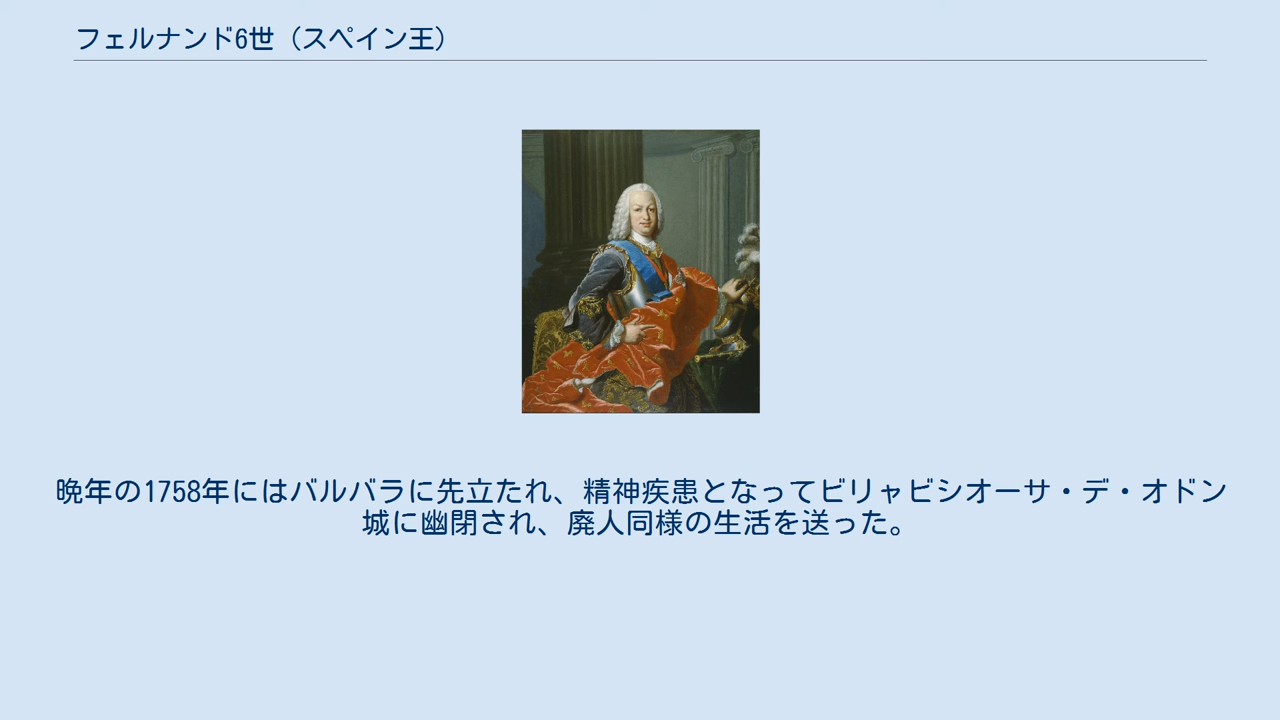 フェルナンド6世（スペイン王）
晩年の1758年にはバルバラに先立たれ、精神疾患となってビリャビシオーサ・デ・オドン
城に幽閉され、廃人同様の生活を送った。